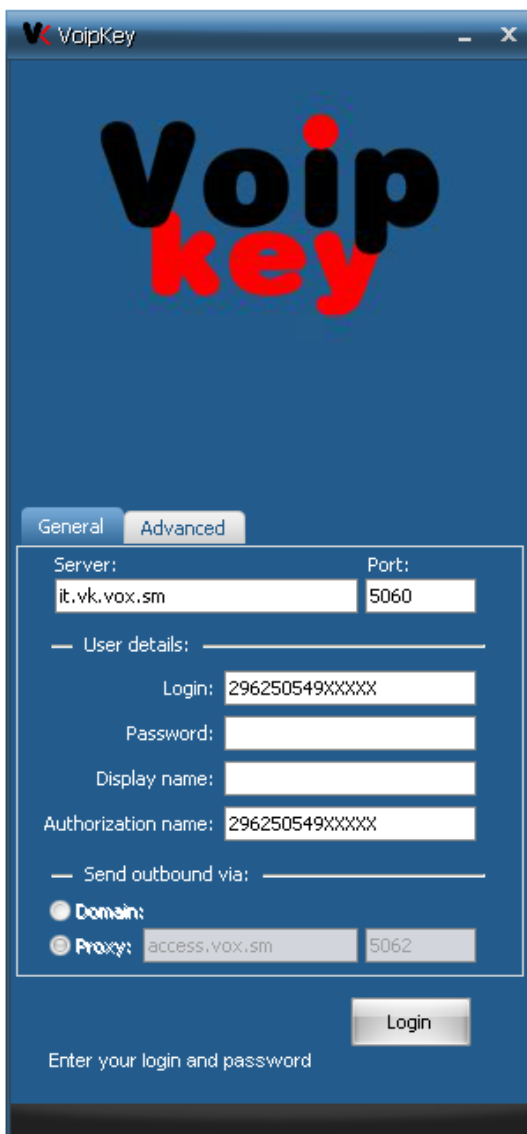 VK VoipKey
Voip
key
General Advanced
Server: Port:
it.vk.vox.sm 5060
User details:
Login: 296250549XXXXX
Password:
Display name:
Authorization name: 296250549XXXXX
Send outbound via:
Domain:
Proxy: access.vox.sm 5062
Login
Enter your login and password